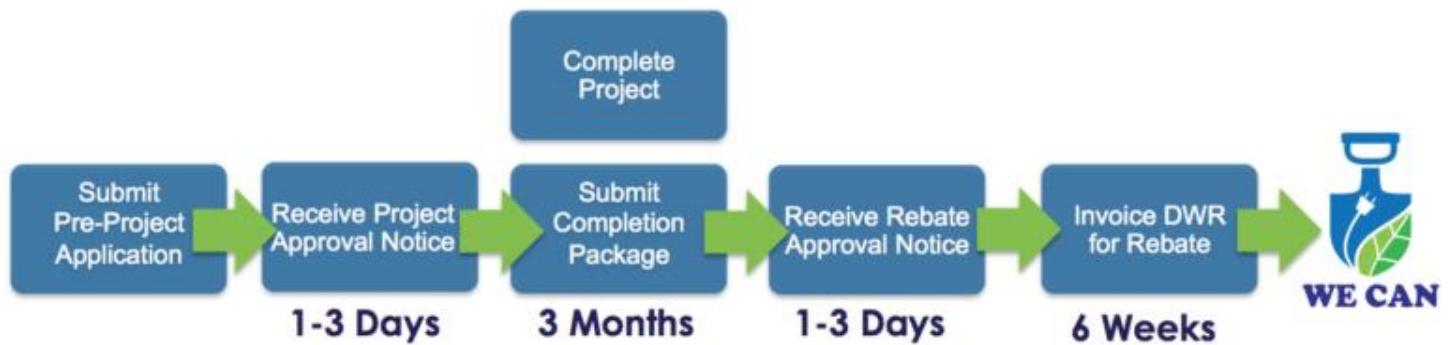 Complete
Project
Submit
Pre-Project
Application
Receive Project
Approval Notice
Submit
Completion
Package
Receive Rebate
Approval Notice
Invoice DWR
for Rebate
WE CAN
1-3 Days
3 Months
1-3 Days
6 Weeks